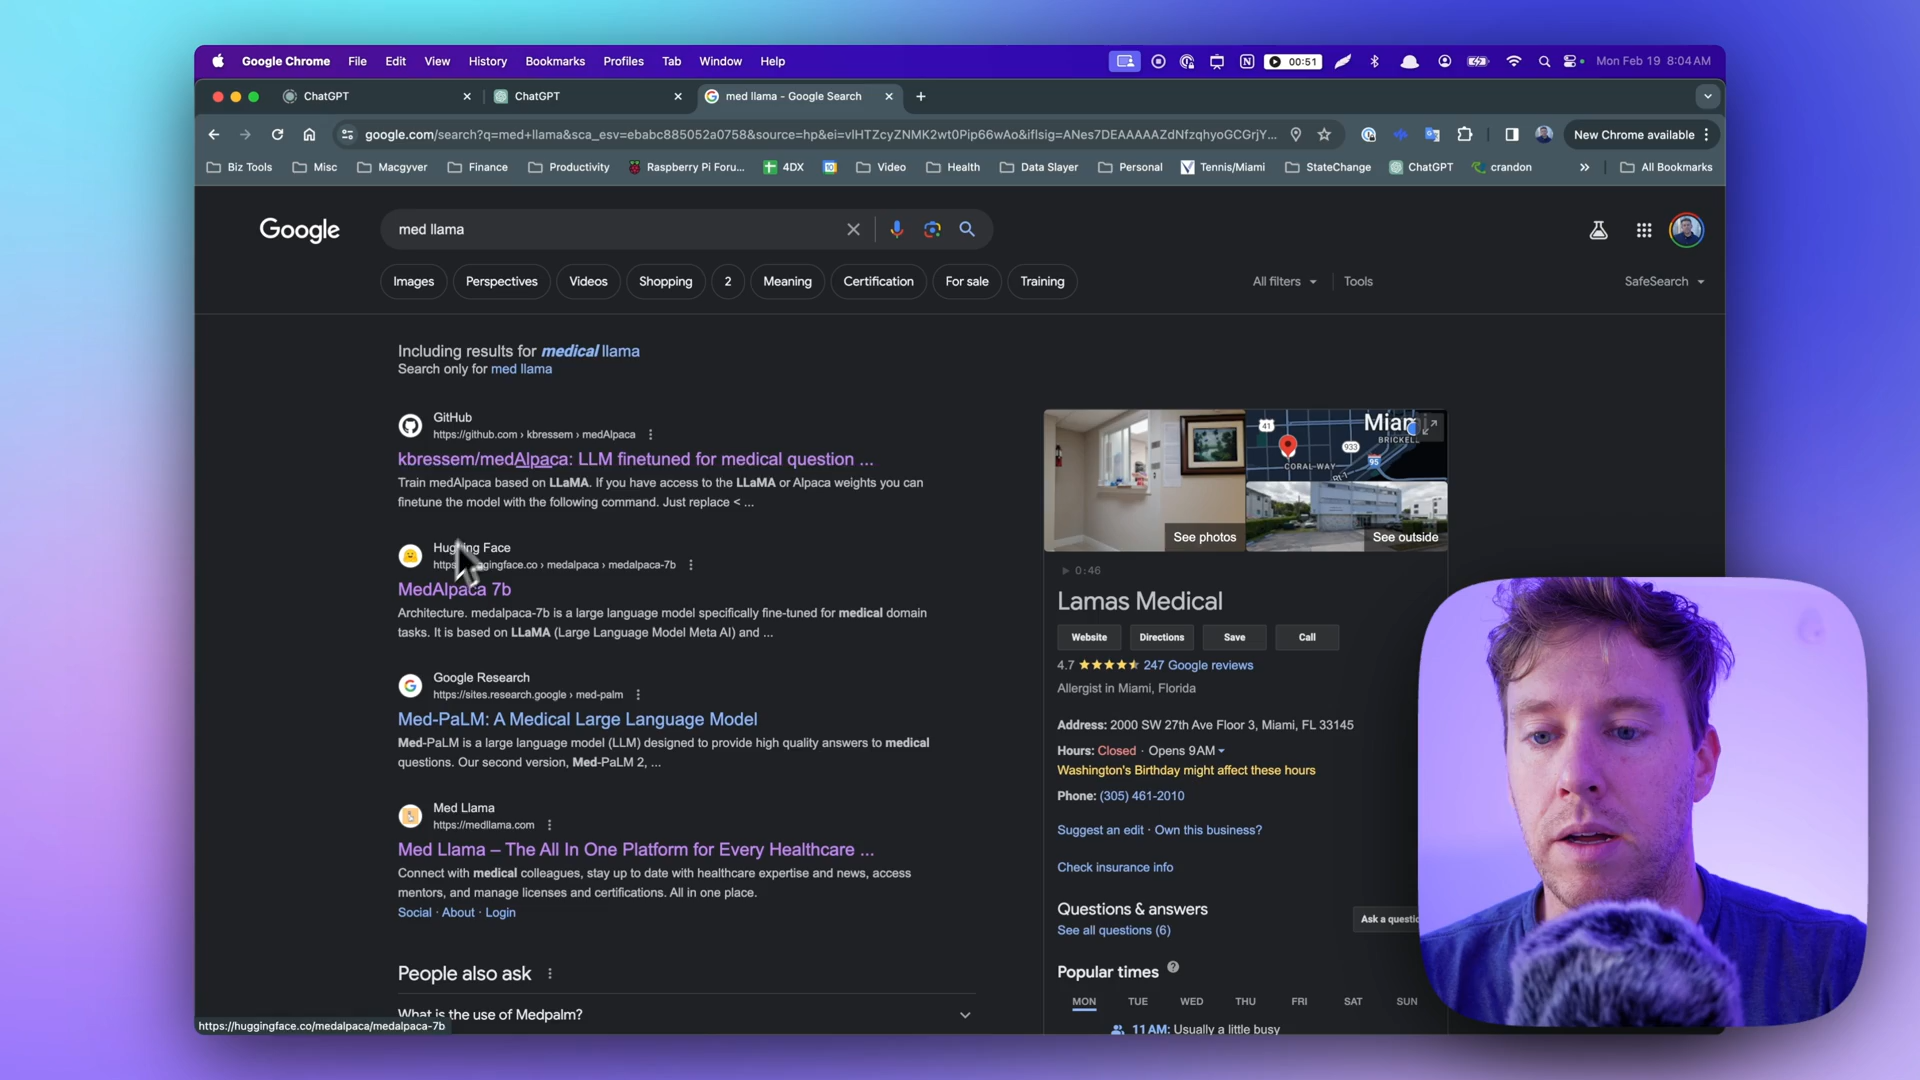 Google Chrome File Edit View History Bookmarks Profiles Tab Window Help 00:51 Mon Feb 19 8:04 AM
ChatGPT ChatGPT med llama - Google Search
google.com/search?q=med+llama&sca_esv=ebabc885052a0758&source=hp&ei=vlHTZcyZNMK2wt0Pip66wAo&iflsig=ANes7DEAAAAAZdNfzqhyoGCGrjY... New Chrome available
Biz Tools Misc Macgyver Finance Productivity Raspberry Pi Foru... 4DX Video Health Data Slayer Personal Tennis/Miami StateChange ChatGPT crandon » All Bookmarks
Google med llama
Images Perspectives Videos Shopping 2 Meaning Certification For sale Training All filters Tools SafeSearch
Including results for medical llama
Search only for med llama
GitHub
https://github.com › kbressem › medAlpaca
kbressem/medAlpaca: LLM finetuned for medical question ...
Train medAlpaca based on LLaMA. If you have access to the LLaMA or Alpaca weights you can
finetune the model with the following command. Just replace < ...
Hugging Face
huggingface.co › medalpaca › medalpaca-7b
MedAlpaca 7b
Architecture. medalpaca-7b is a large language model specifically fine-tuned for medical domain
tasks. It is based on LLaMA (Large Language Model Meta AI) and ...
Google Research
https://sites.research.google › med-palm
Med-PaLM: A Medical Large Language Model
Med-PaLM is a large language model (LLM) designed to provide high quality answers to medical
questions. Our second version, Med-PaLM 2, ...
Med Llama
https://medllama.com
Med Llama – The All In One Platform for Every Healthcare ...
Connect with medical colleagues, stay up to date with healthcare expertise and news, access
mentors, and manage licenses and certifications. All in one place.
Social · About · Login
People also ask
What is the use of Medpalm?
https://huggingface.co/medalpaca/medalpaca-7b
41 Miami
BRICKELL
933
CORAL-WAY 95
See photos See outside
0:46
Lamas Medical
Website Directions Save Call
4.7 247 Google reviews
Allergist in Miami, Florida
Address: 2000 SW 27th Ave Floor 3, Miami, FL 33145
Hours: Closed · Opens 9 AM
Washington's Birthday might affect these hours
Phone: (305) 461-2010
Suggest an edit · Own this business?
Check insurance info
Questions & answers
See all questions (6)
Ask a questio
Popular times
MON TUE WED THU FRI SAT SUN
11 AM: Usually a little busy